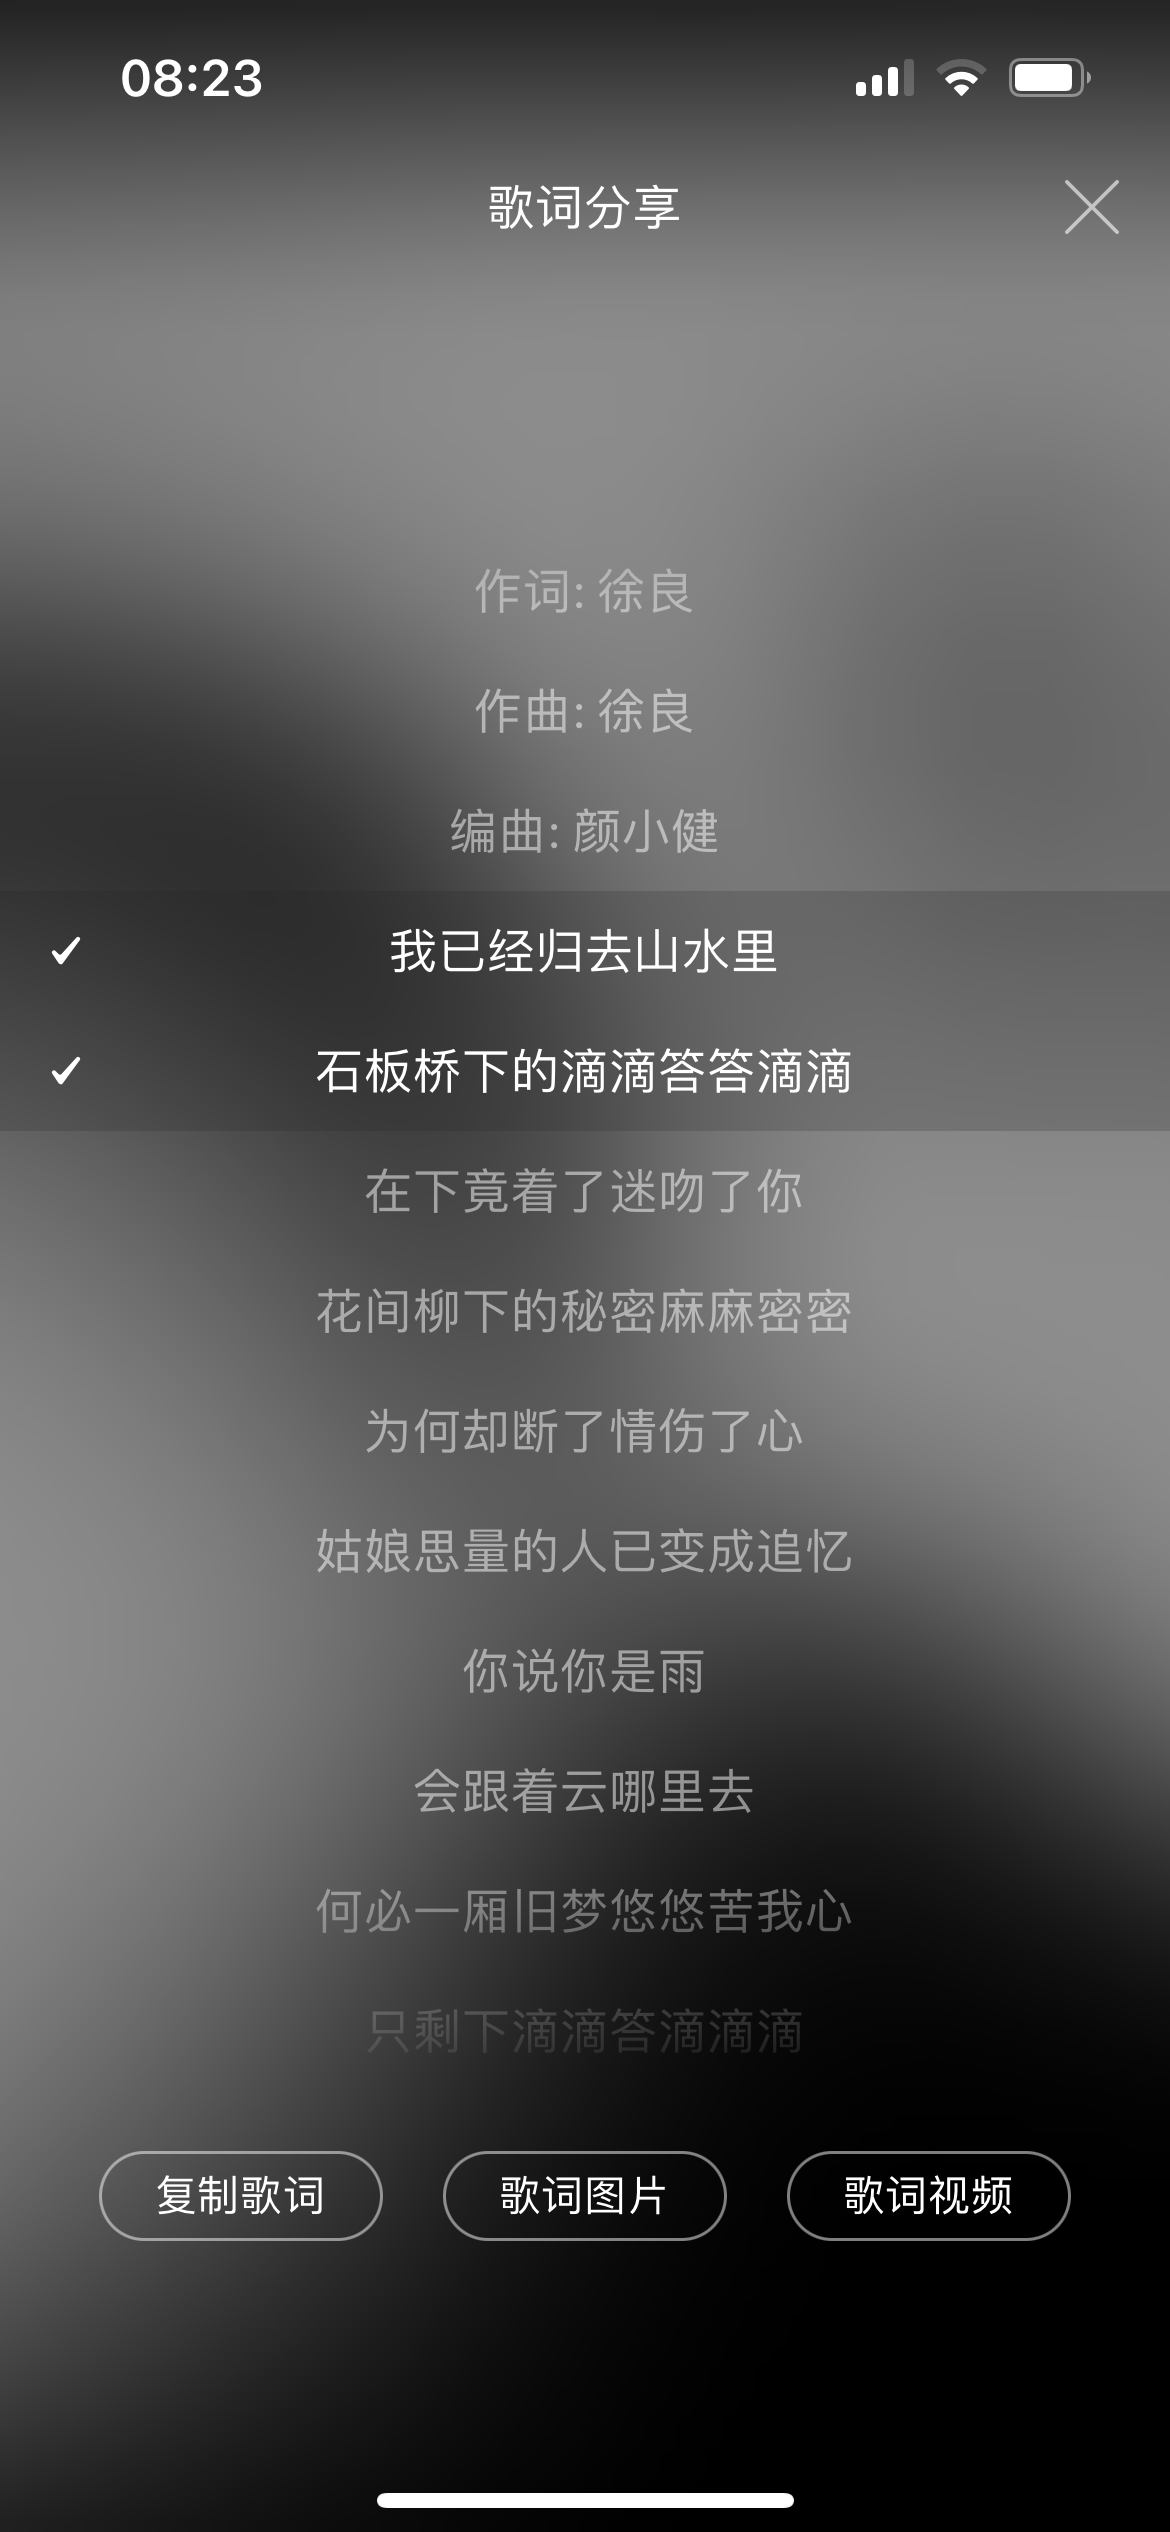 08:23
歌词分享
作词: 徐良
作曲: 徐良
编曲: 颜小健
我已经归去山水里
石板桥下的滴滴答答滴滴
在下竟着了迷吻了你
花间柳下的秘密麻麻密密
为何却断了情伤了心
姑娘思量的人已变成追忆
你说你是雨
会跟着云哪里去
何必一厢旧梦悠悠苦我心
只剩下滴滴答滴滴滴
复制歌词
歌词图片
歌词视频